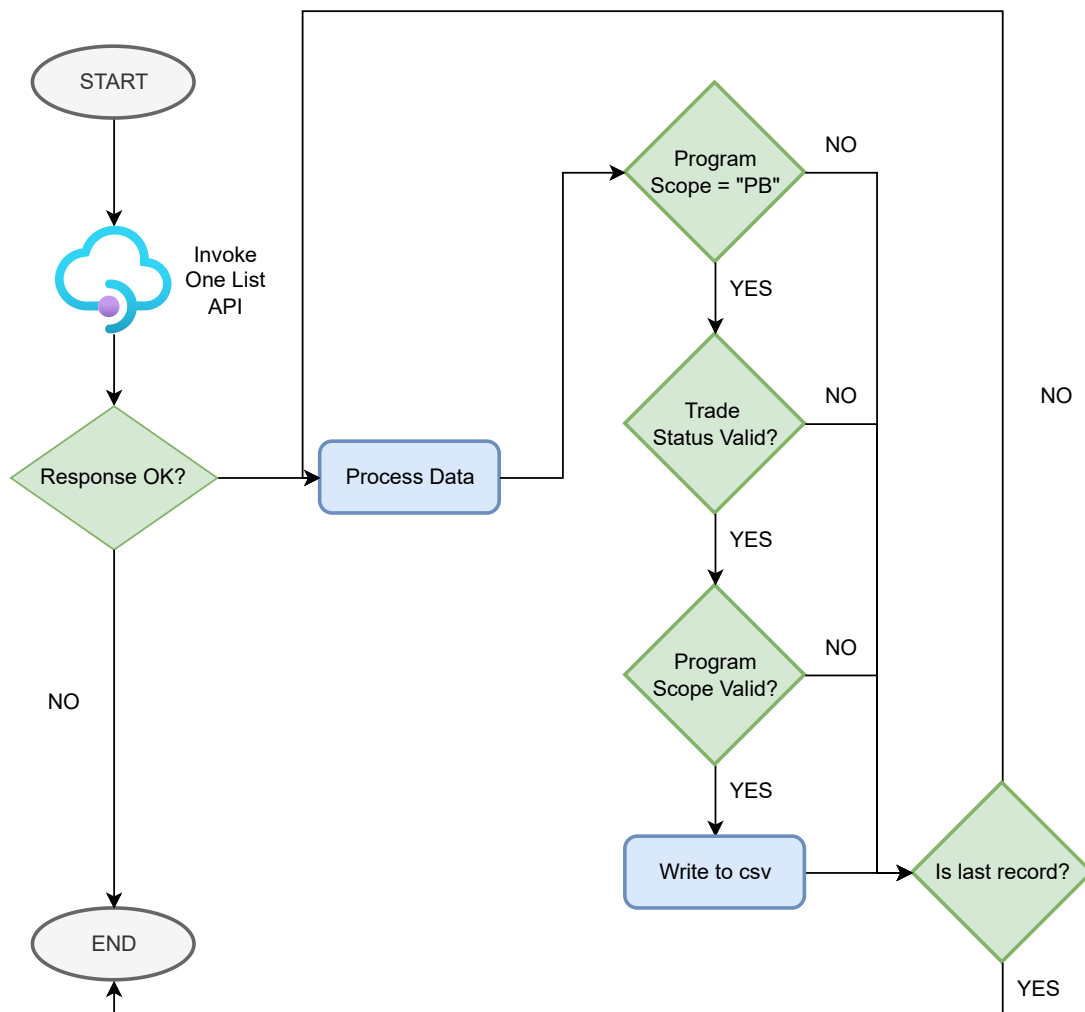 START
Invoke
One List
API
Response OK?
NO
END
Process Data
Program
Scope = "PB"
NO
YES
Trade
Status Valid?
NO
YES
Program
Scope Valid?
NO
YES
Write to csv
Is last record?
NO
YES